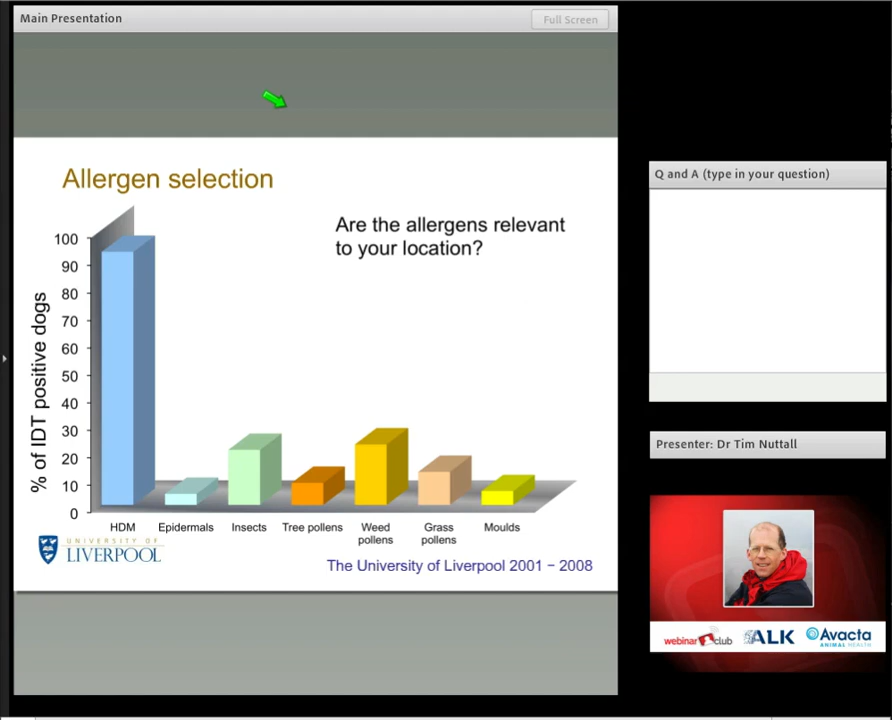 Main Presentation
Full Screen
Allergen selection
Are the allergens relevant
to your location?
% of IDT positive dogs
100
90
80
70
60
50
40
30
20
10
0
HDM
Epidermals
Insects
Tree pollens
Weed
pollens
Grass
pollens
Moulds
UNIVERSITY OF
LIVERPOOL
The University of Liverpool 2001 – 2008
Q and A (type in your question)
Presenter: Dr Tim Nuttall
webinar club
ALK
Avacta
ANIMAL HEALTH